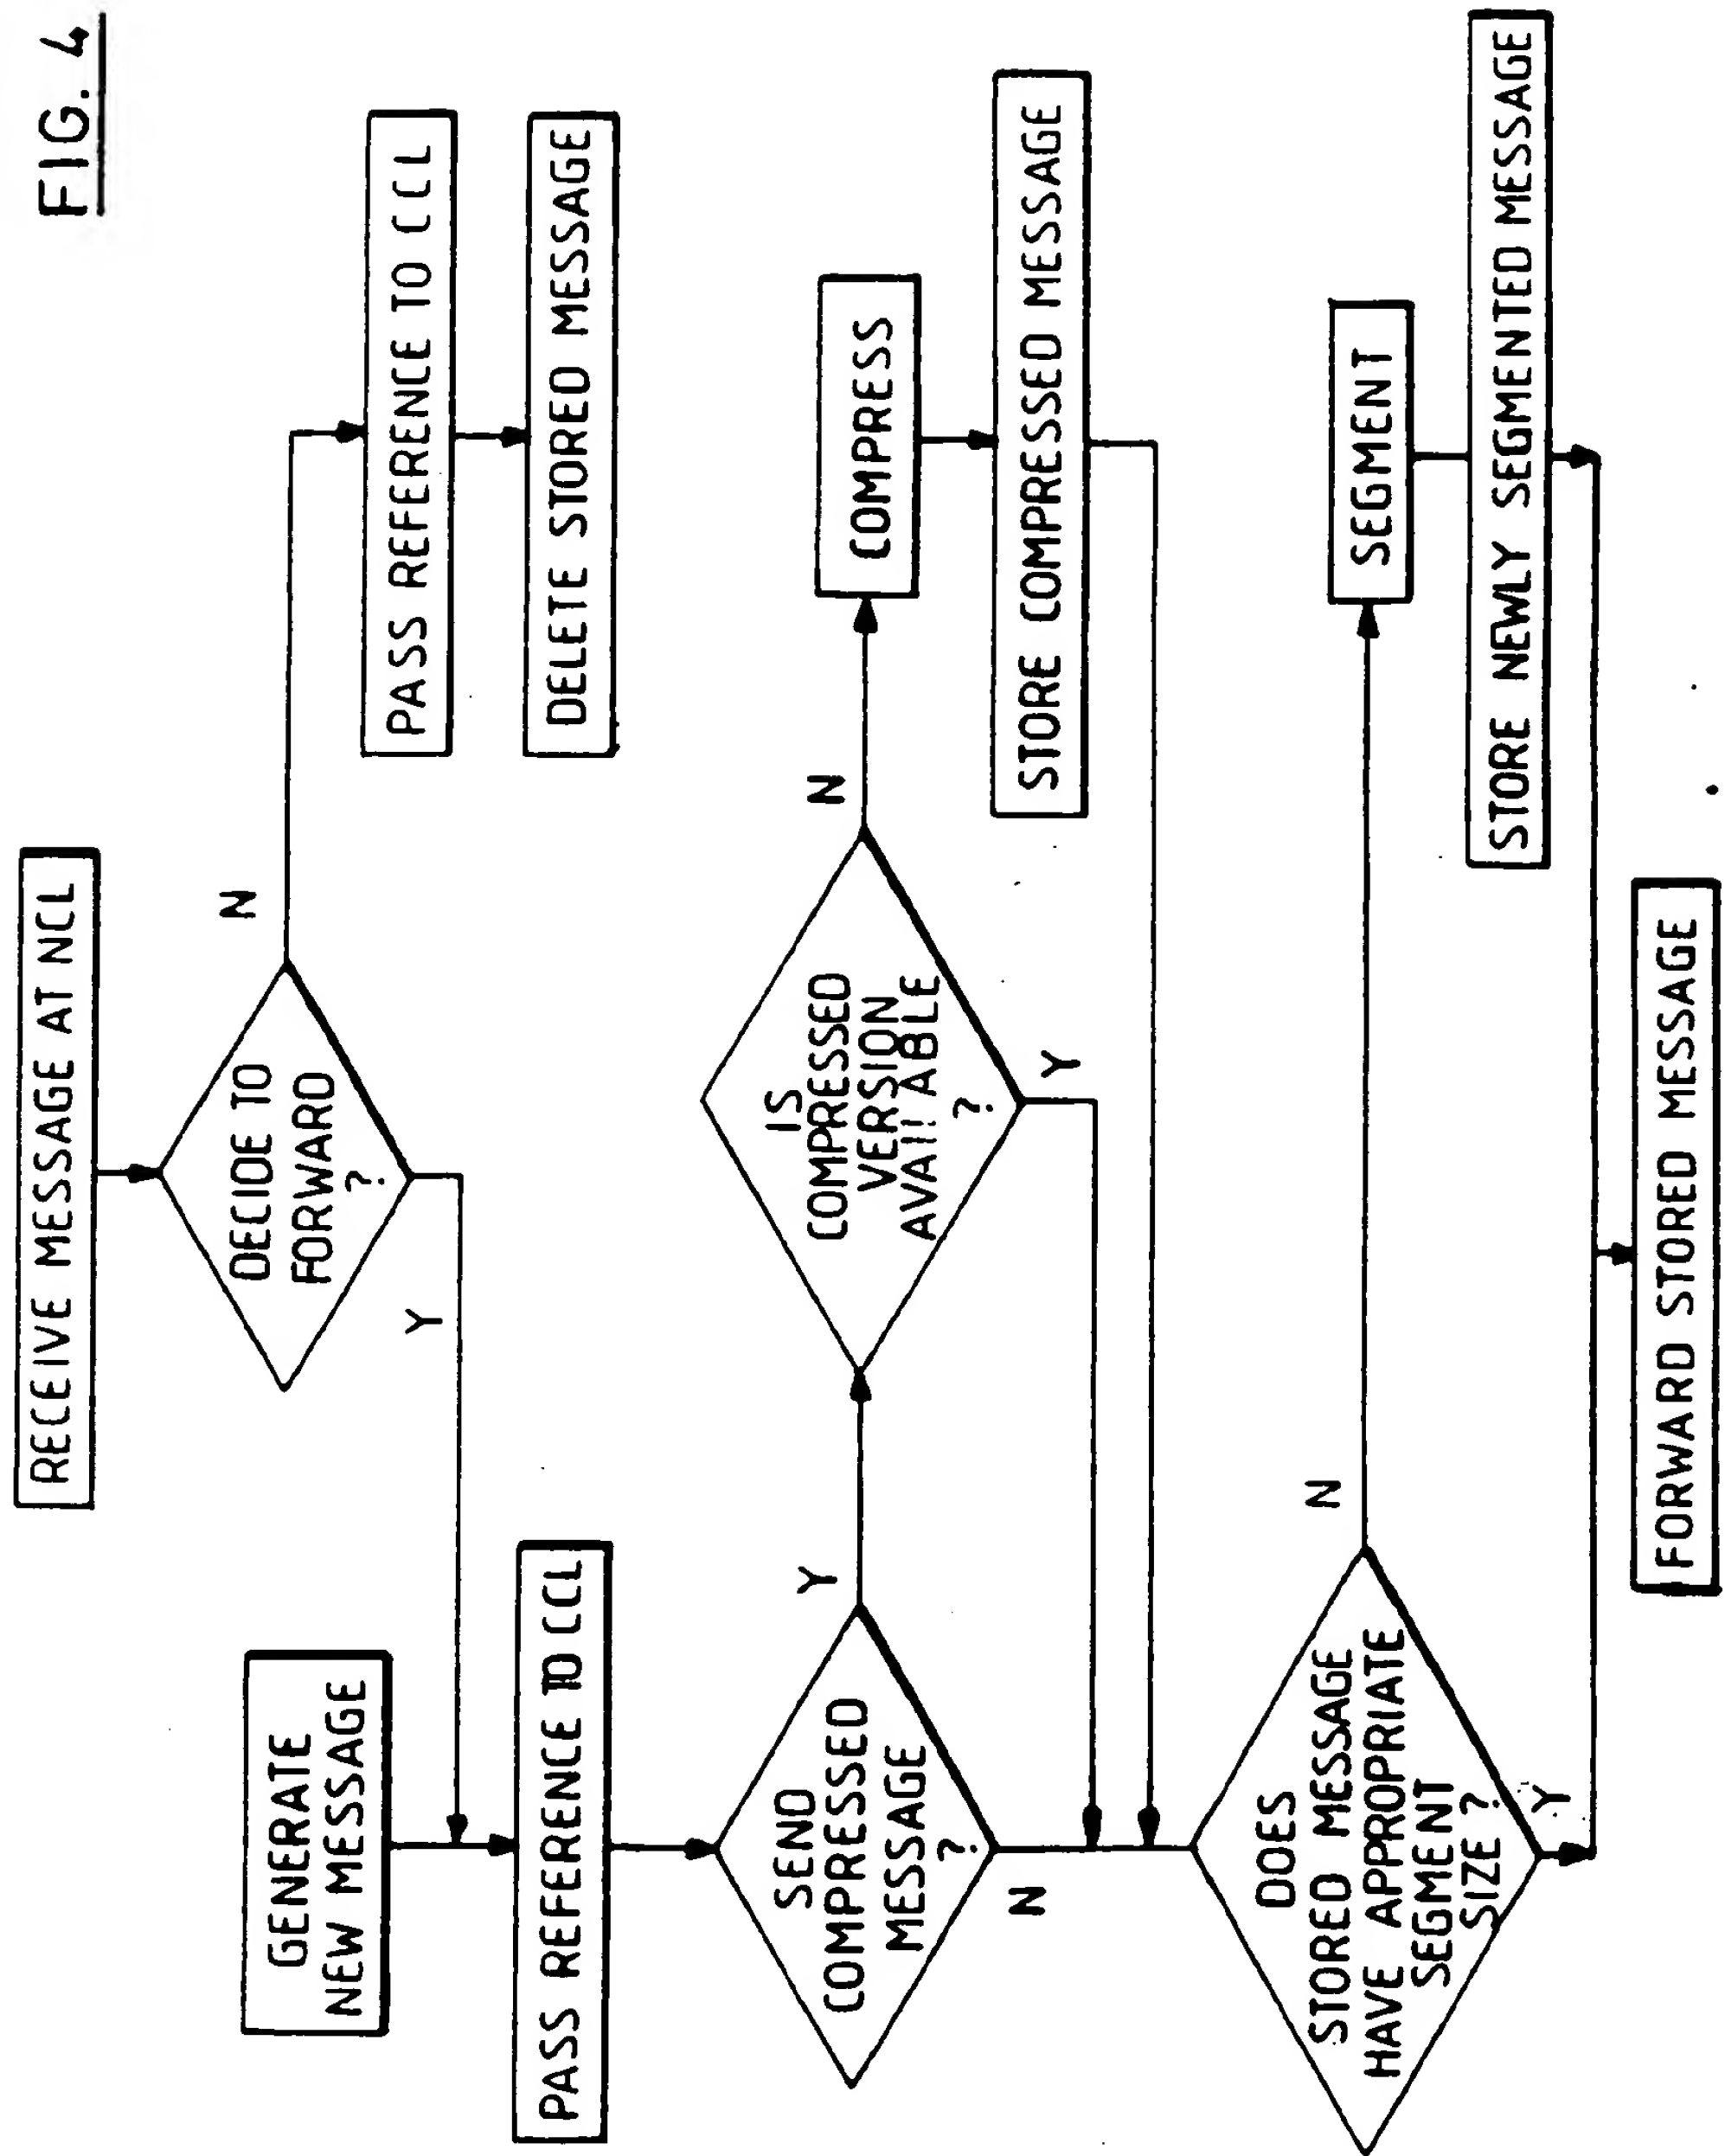 FIG. 4
RECEIVE MESSAGE AT NCL
DECIDE TO
FORWARD
?
N
Y
PASS REFERENCE TO CCL
DELETE STORED MESSAGE
GENERATE
NEW MESSAGE
PASS REFERENCE TO CCL
SEND
COMPRESSED
MESSAGE
?
Y
N
IS
COMPRESSED
VERSION
AVAILABLE
?
N
Y
COMPRESS
STORE COMPRESSED MESSAGE
DOES
STORED MESSAGE
HAVE APPROPRIATE
SEGMENT
SIZE ?
N
Y
SEGMENT
STORE NEWLY SEGMENTED MESSAGE
FORWARD STORED MESSAGE